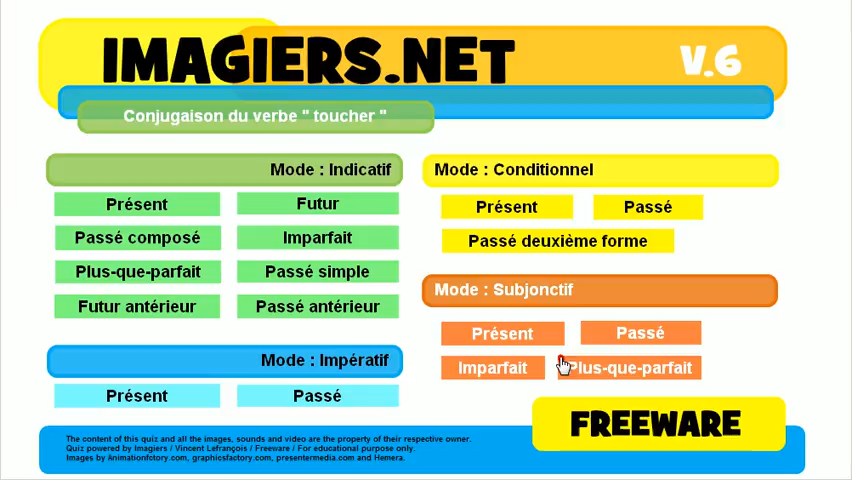 IMAGIERS.NET
V.6
Conjugaison du verbe " toucher "
Mode : Indicatif
Présent
Futur
Passé composé
Imparfait
Plus-que-parfait
Passé simple
Futur antérieur
Passé antérieur
Mode : Impératif
Présent
Passé
Mode : Conditionnel
Présent
Passé
Passé deuxième forme
Mode : Subjonctif
Présent
Passé
Imparfait
Plus-que-parfait
FREEWARE
The content of this quiz and all the images, sounds and video are the property of their respective owner.
Quiz powered by Imagiers / Vincent Lefrançois / Freeware / For educational purpose only.
Images by Animationfctory.com, graphicsfactory.com, presentermedia.com and Hemera.